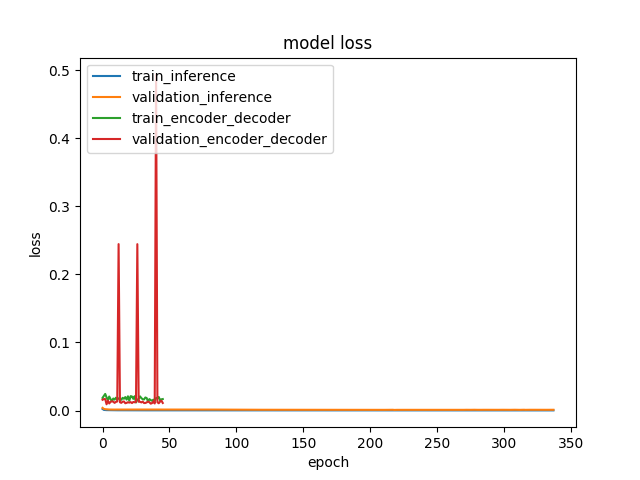 model loss
train_inference
validation_inference
train_encoder_decoder
validation_encoder_decoder
0.5
0.4
0.3
0.2
0.1
0.0
loss
0 50 100 150 200 250 300 350
epoch